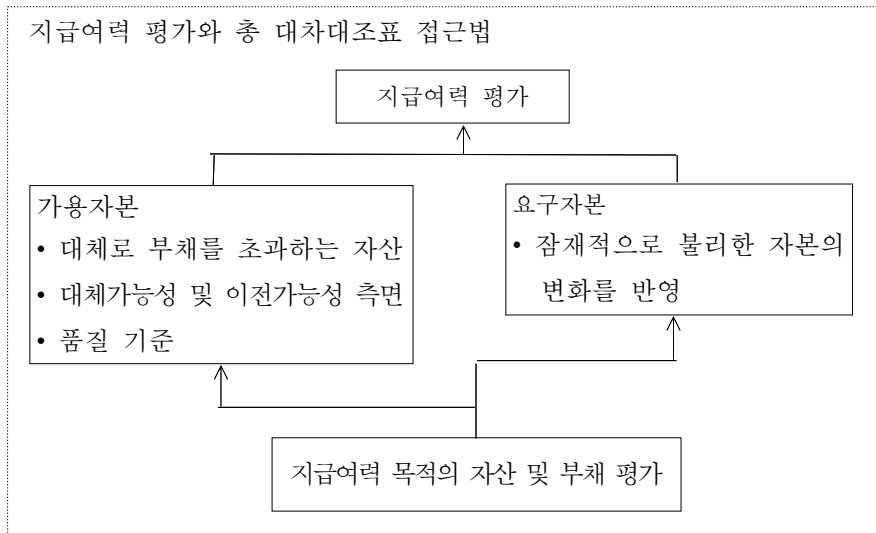 지급여력 평가와 총 대차대조표 접근법
지급여력 평가
가용자본
• 대체로 부채를 초과하는 자산
• 대체가능성 및 이전가능성 측면
• 품질 기준
요구자본
• 잠재적으로 불리한 자본의
변화를 반영
지급여력 목적의 자산 및 부채 평가